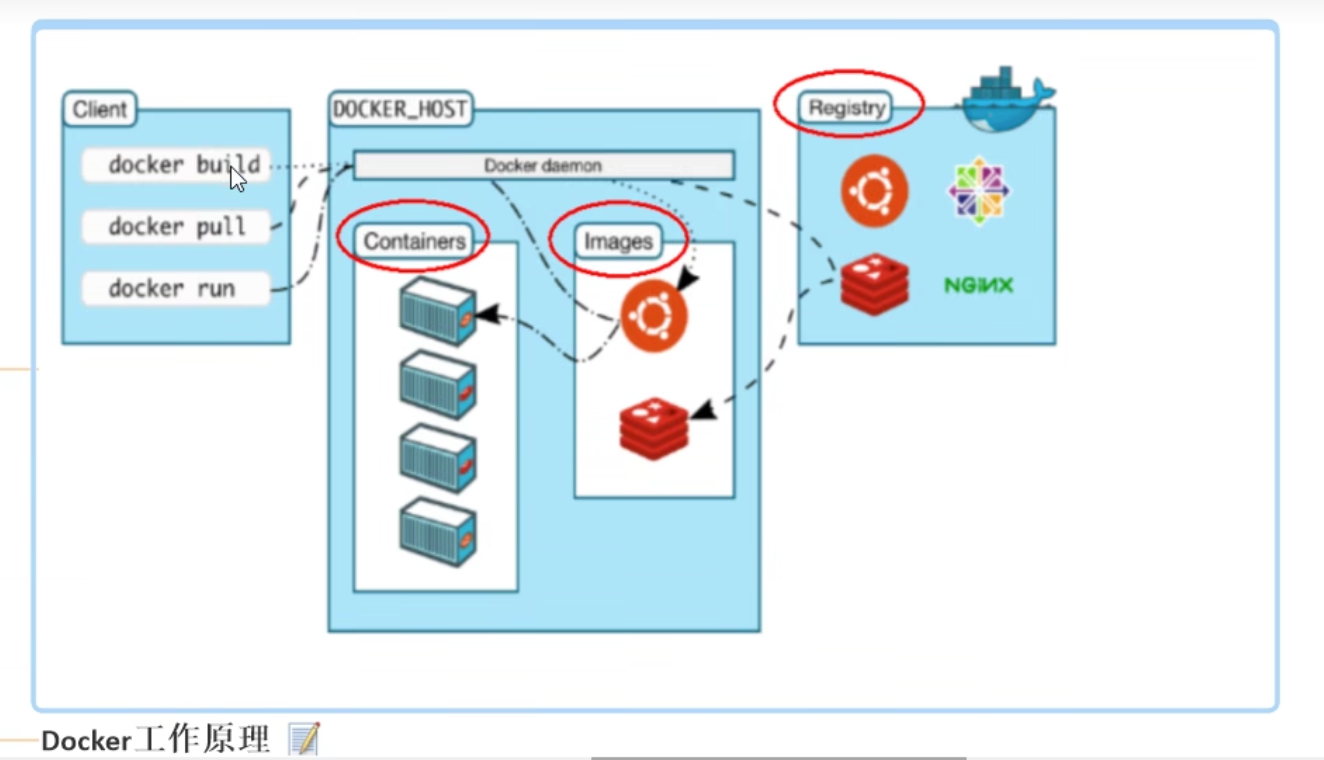 Client
docker build
docker pull
docker run
DOCKER_HOST
Docker daemon
Containers
Images
Registry
NGINX
Docker工作原理